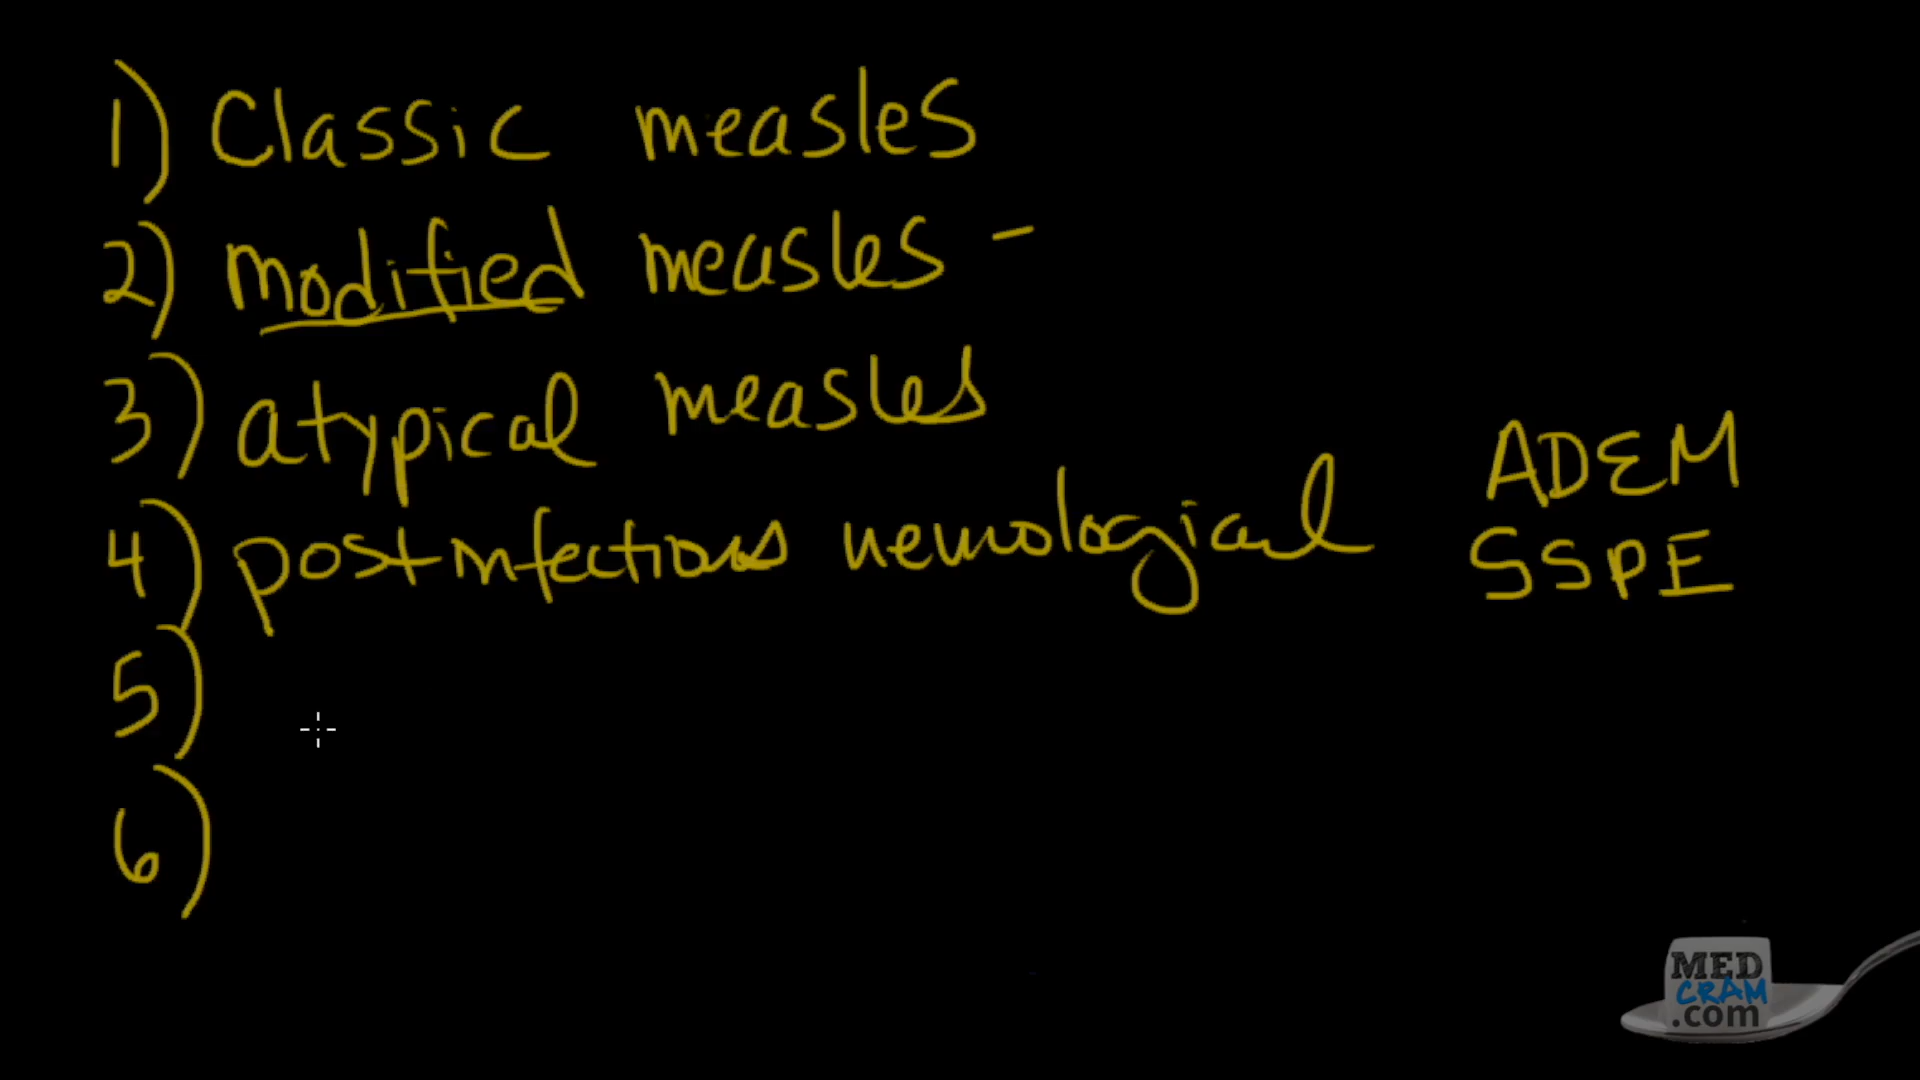 1) Classic measles
2) modified measles -
3) atypical measles
4) postinfectious neurological
ADEM
SSPE
5)
6)
MED
CRAM
.com